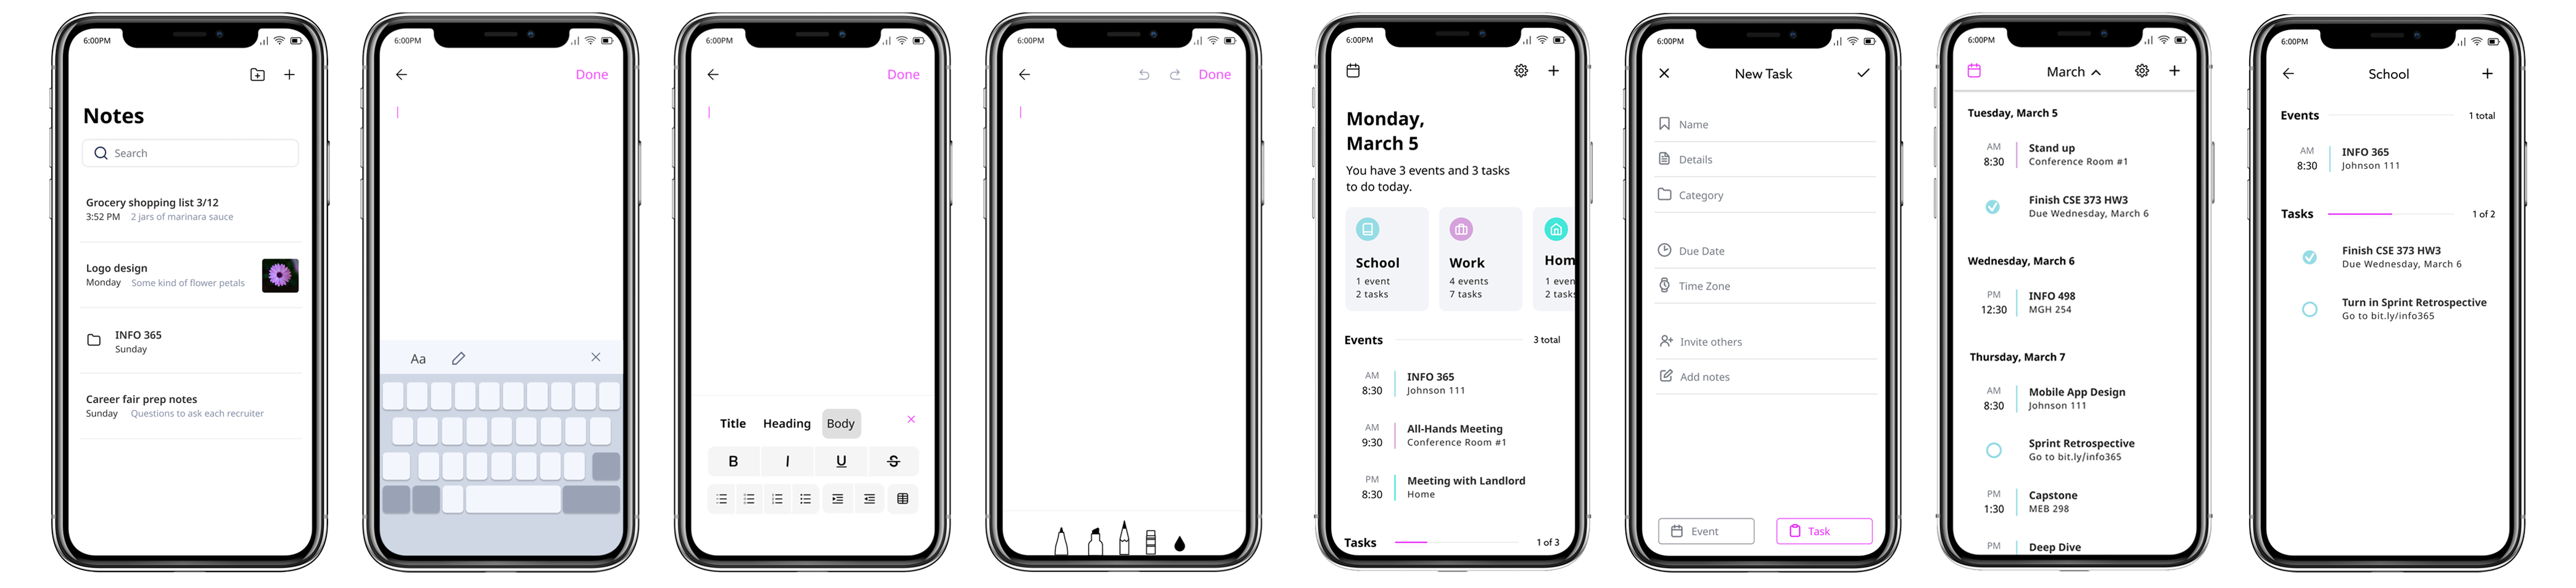 6:00PM
Notes
Search
Grocery shopping list 3/12
3:52 PM 2 jars of marinara sauce
Logo design
Monday Some kind of flower petals
INFO 365
Sunday
Career fair prep notes
Sunday Questions to ask each recruiter
6:00PM
Done
Aa
6:00PM
Done
Title Heading Body
B I U S
6:00PM
Done
6:00PM
Monday,
March 5
You have 3 events and 3 tasks
to do today.
School
1 event
2 tasks
Work
4 events
7 tasks
Hom
1 even
2 tasks
Events 3 total
AM
8:30
INFO 365
Johnson 111
AM
9:30
All-Hands Meeting
Conference Room #1
PM
8:30
Meeting with Landlord
Home
Tasks 1 of 3
6:00PM
New Task
Name
Details
Category
Due Date
Time Zone
Invite others
Add notes
Event Task
6:00PM
March
Tuesday, March 5
AM
8:30
Stand up
Conference Room #1
Finish CSE 373 HW3
Due Wednesday, March 6
Wednesday, March 6
PM
12:30
INFO 498
MGH 254
Thursday, March 7
AM
8:30
Mobile App Design
Johnson 111
Sprint Retrospective
Go to bit.ly/info365
PM
1:30
Capstone
MEB 298
PM
Deep Dive
6:00PM
School
Events 1 total
AM
8:30
INFO 365
Johnson 111
Tasks 1 of 2
Finish CSE 373 HW3
Due Wednesday, March 6
Turn in Sprint Retrospective
Go to bit.ly/info365